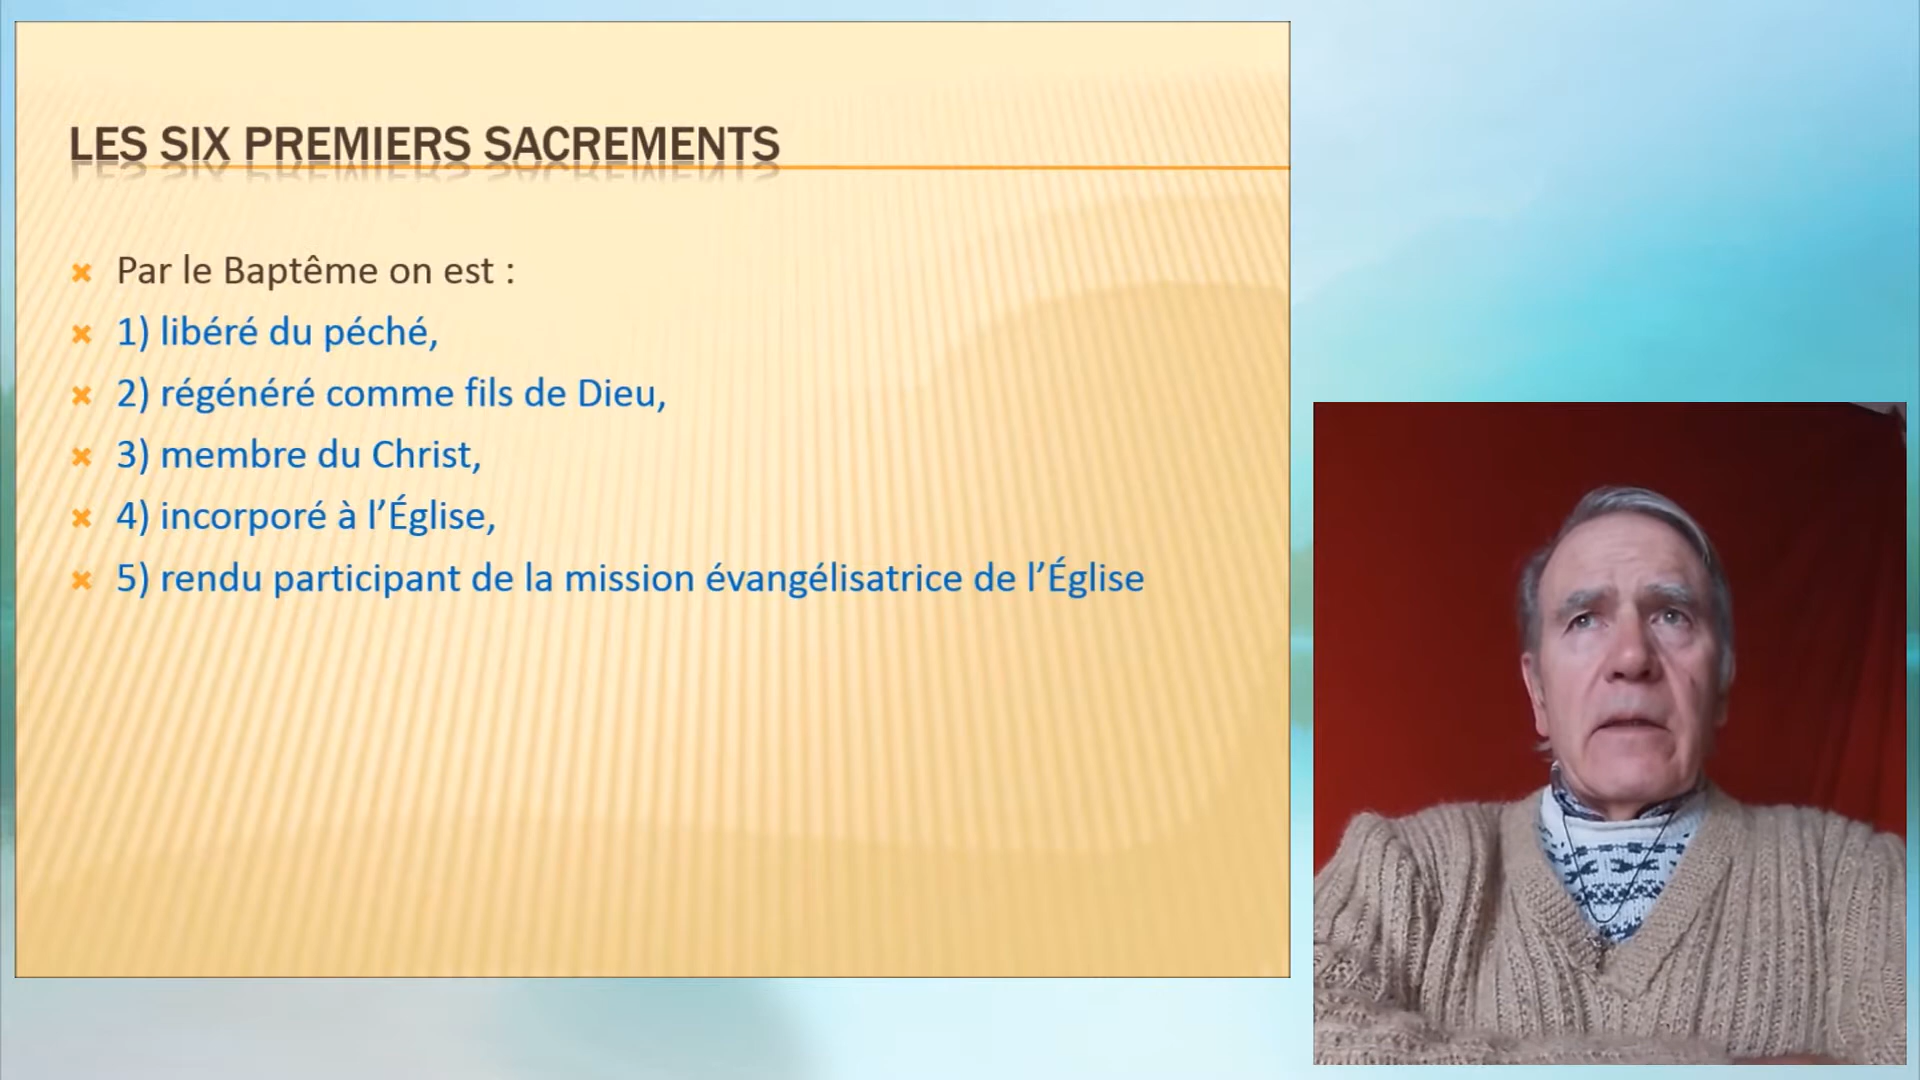 LES SIX PREMIERS SACREMENTS
Par le Baptême on est :
1) libéré du péché,
2) régénéré comme fils de Dieu,
3) membre du Christ,
4) incorporé à l’Église,
5) rendu participant de la mission évangélisatrice de l’Église